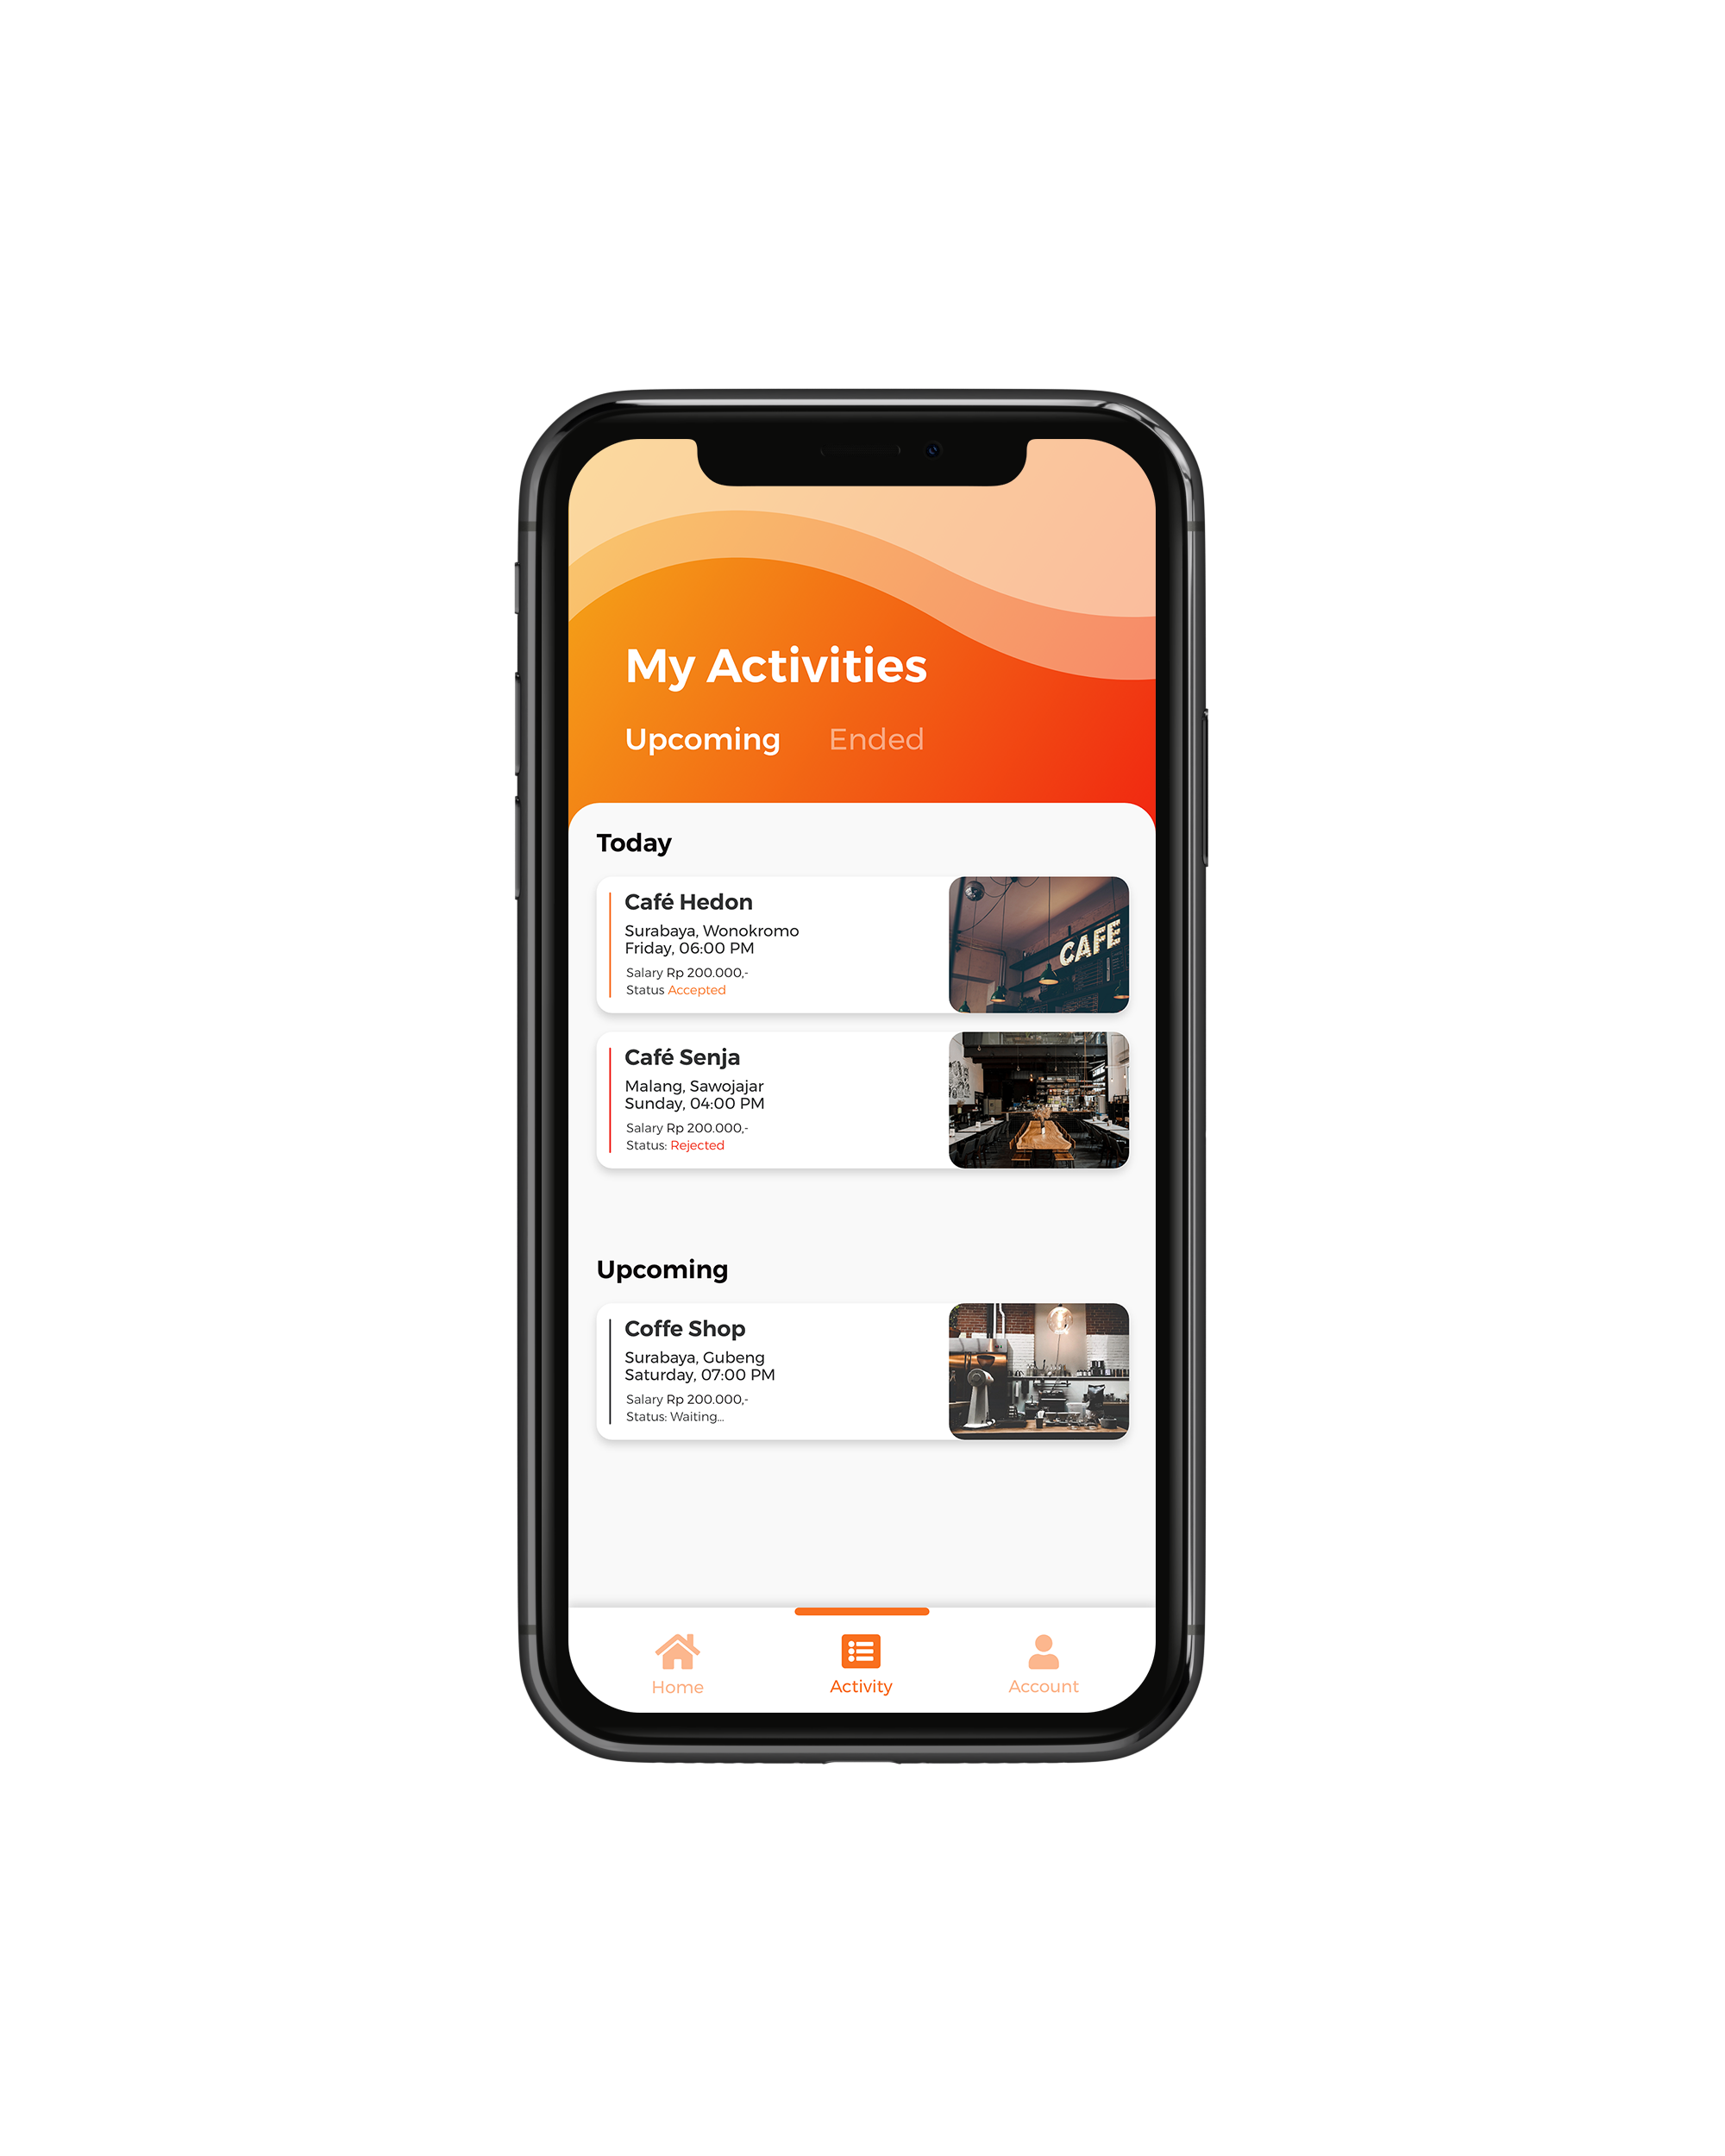 My Activities
Upcoming Ended
Today
Café Hedon
Surabaya, Wonokromo
Friday, 06:00 PM
Salary Rp 200.000,-
Status Accepted
CAFE
Café Senja
Malang, Sawojajar
Sunday, 04:00 PM
Salary Rp 200.000,-
Status: Rejected
Upcoming
Coffe Shop
Surabaya, Gubeng
Saturday, 07:00 PM
Salary Rp 200.000,-
Status: Waiting...
Home Activity Account